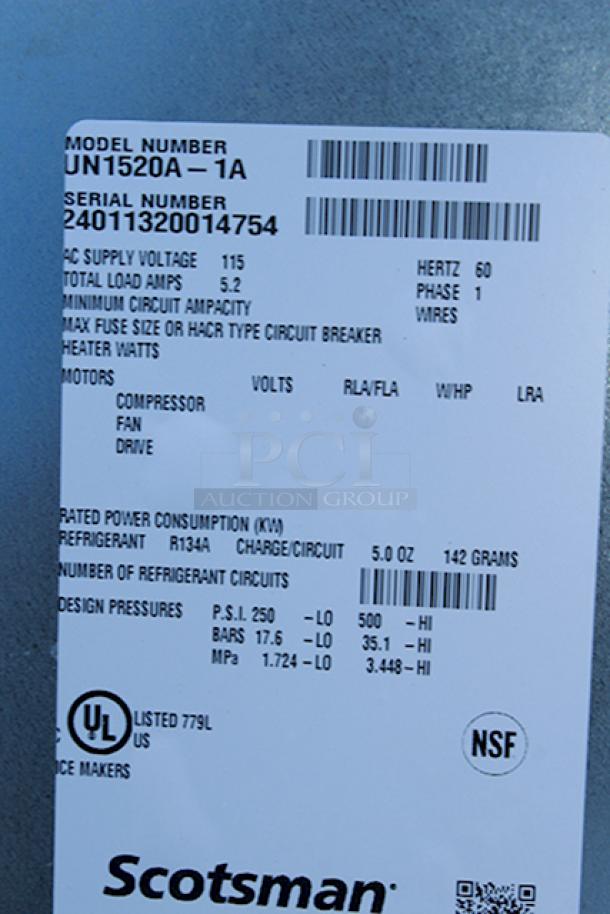 MODEL NUMBER
UN1520A-1A
SERIAL NUMBER
24011320014754
AC SUPPLY VOLTAGE 115 HERTZ 60
TOTAL LOAD AMPS 5.2 PHASE 1
MINIMUM CIRCUIT AMPACITY WIRES
MAX FUSE SIZE OR HACR TYPE CIRCUIT BREAKER
HEATER WATTS
MOTORS VOLTS RLA/FLA W/HP LRA
COMPRESSOR
FAN
DRIVE
PCI
AUCTION GROUP
RATED POWER CONSUMPTION (KW)
REFRIGERANT R134A CHARGE/CIRCUIT 5.0 OZ 142 GRAMS
NUMBER OF REFRIGERANT CIRCUITS
DESIGN PRESSURES P.S.I. 250 -LO 500 -HI
BARS 17.6 -LO 35.1 -HI
MPa 1.724-LO 3.448-HI
C UL LISTED 779L
US
NSF
ICE MAKERS
Scotsman